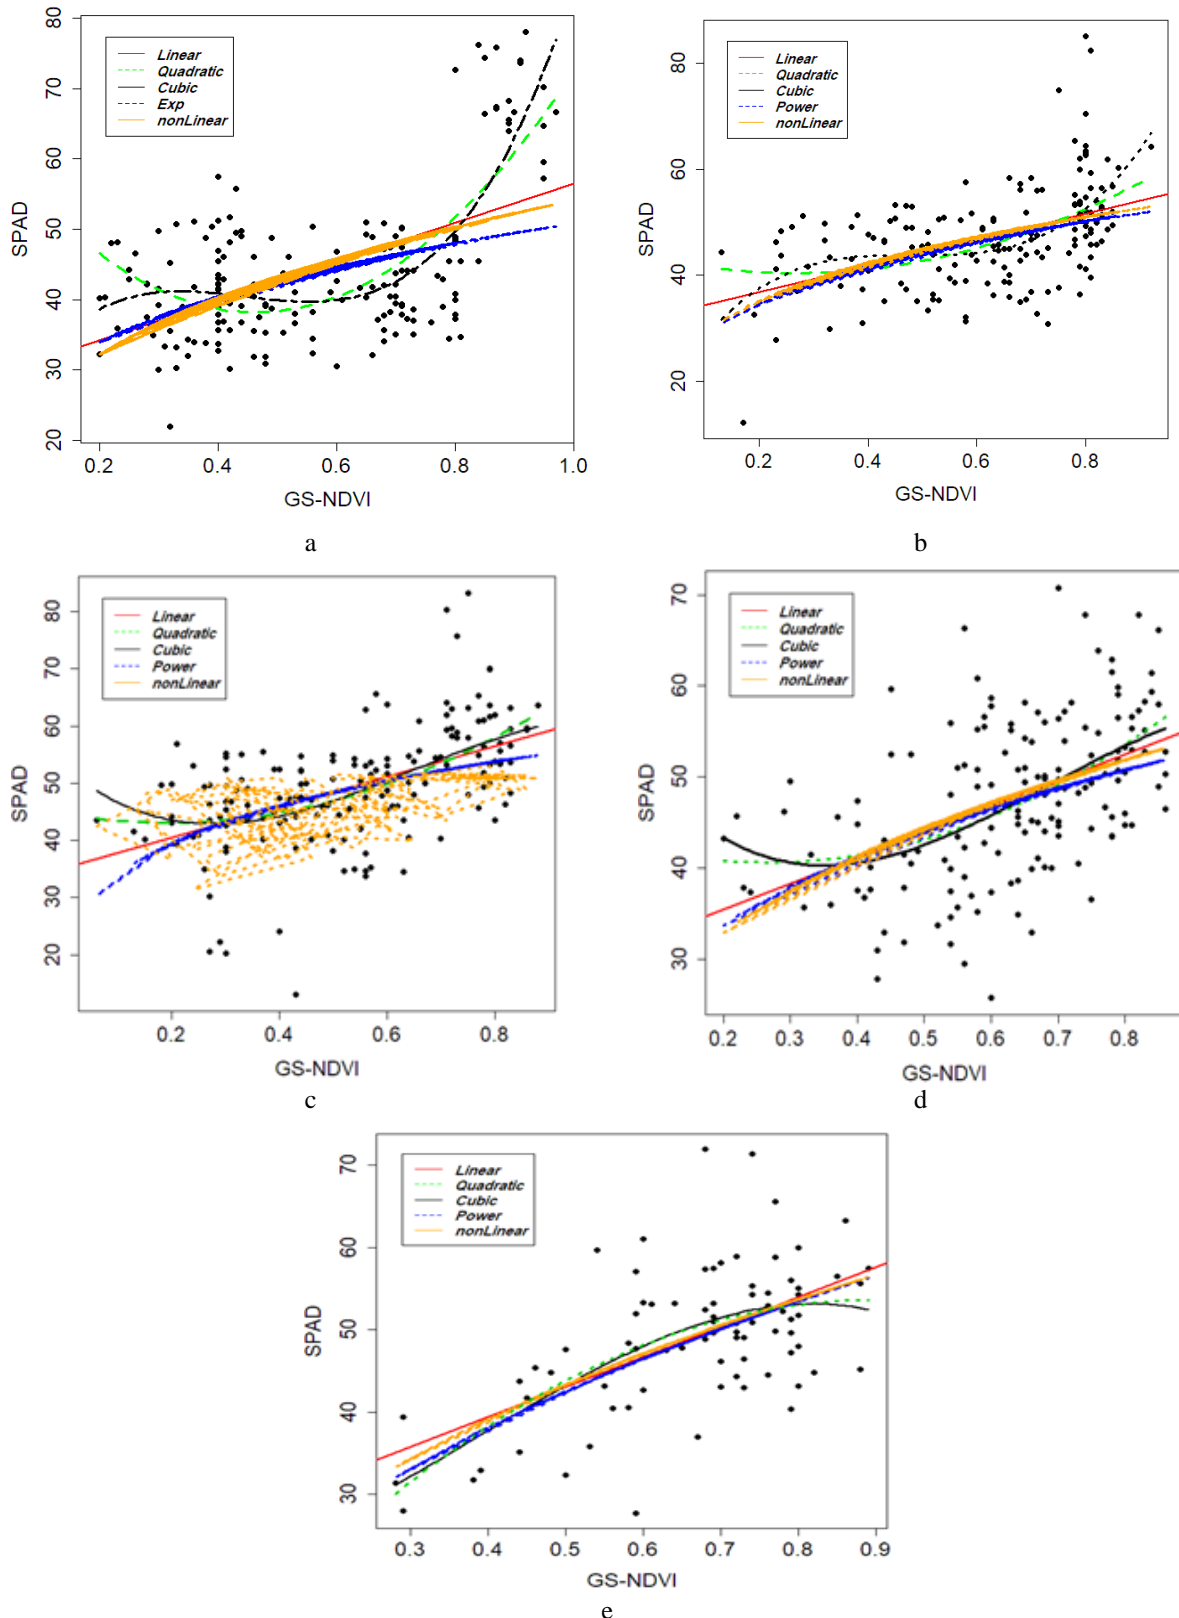 Linear
Quadratic
Cubic
Exp
nonLinear
SPAD
20 30 40 50 60 70 80
0.2 0.4 0.6 0.8 1.0
GS-NDVI
a
Linear
Quadratic
Cubic
Power
nonLinear
SPAD
20 40 60 80
0.2 0.4 0.6 0.8
GS-NDVI
b
Linear
Quadratic
Cubic
Power
nonLinear
SPAD
20 30 40 50 60 70 80
0.2 0.4 0.6 0.8
GS-NDVI
c
Linear
Quadratic
Cubic
Power
nonLinear
SPAD
30 40 50 60 70
0.2 0.3 0.4 0.5 0.6 0.7 0.8
GS-NDVI
d
Linear
Quadratic
Cubic
Power
nonLinear
SPAD
30 40 50 60 70
0.3 0.4 0.5 0.6 0.7 0.8 0.9
GS-NDVI
e